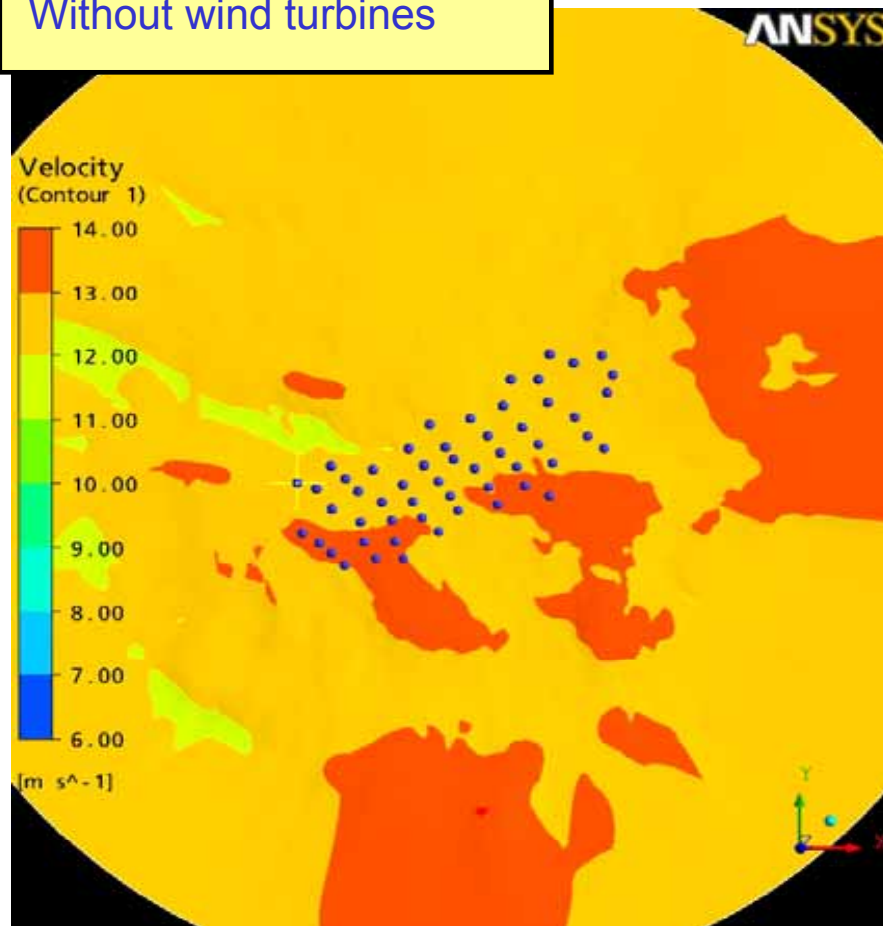 Without wind turbines
ANSYS
Velocity
(Contour 1)
14.00
13.00
12.00
11.00
10.00
9.00
8.00
7.00
6.00
[m s^-1]
Y
Z
X